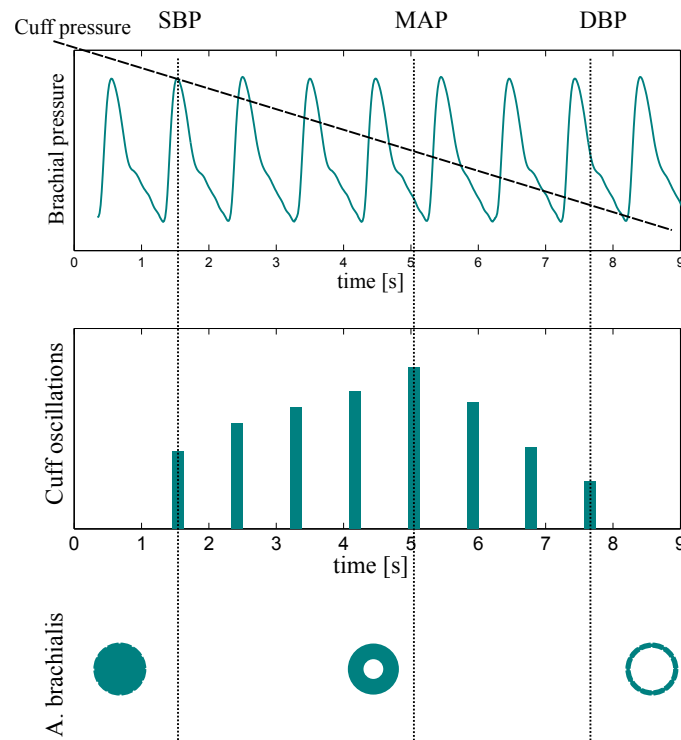 SBP MAP DBP
Cuff pressure
Brachial pressure
0 1 2 3 4 5 6 7 8 9
time [s]
Cuff oscillations
0 1 2 3 4 5 6 7 8 9
time [s]
A. brachialis